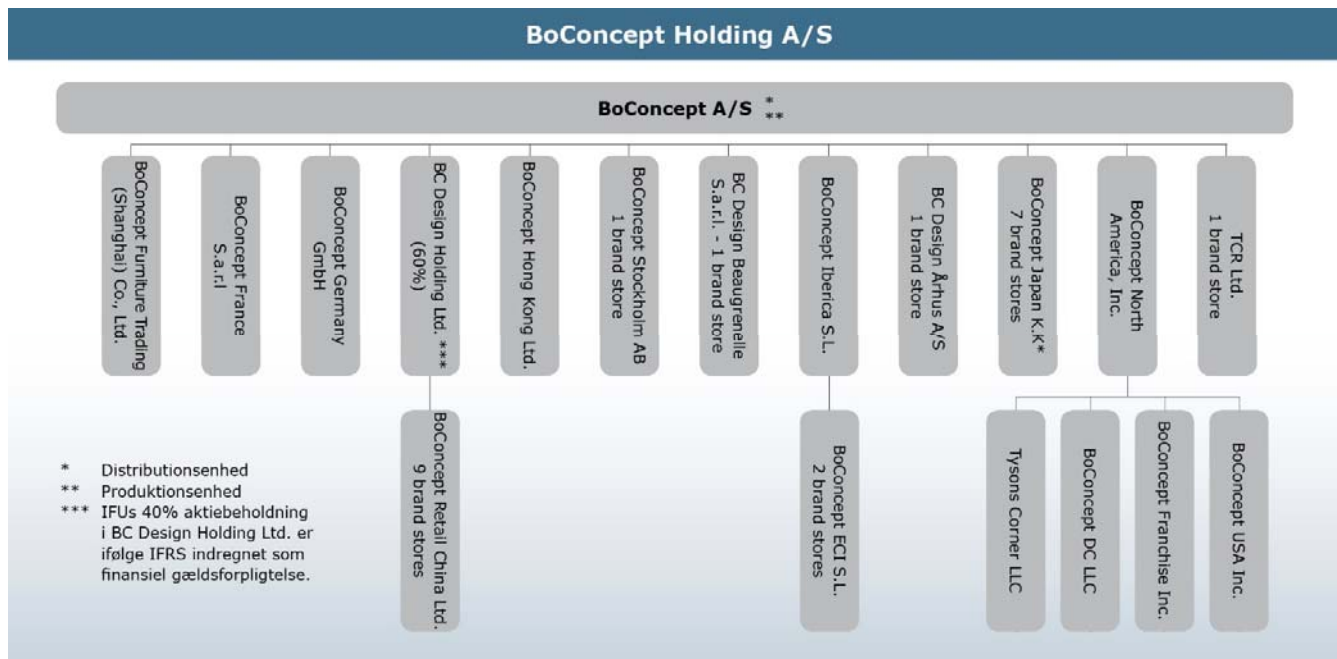 BoConcept Holding A/S
BoConcept A/S *
**
BoConcept Furniture Trading
(Shanghai) Co., Ltd.
BoConcept France
S.a.r.l
BoConcept Germany
GmbH
BC Design Holding Ltd. ***
(60%)
BoConcept Hong Kong Ltd.
BoConcept Stockholm AB
1 brand store
BC Design Beaugrenelle
S.a.r.l. - 1 brand store
BoConcept Iberica S.L.
BC Design Århus A/S
1 brand store
BoConcept Japan K.K*
7 brand stores
BoConcept North
America, Inc.
TCR Ltd.
1 brand store
BoConcept Retail China Ltd.
9 brand stores
BoConcept ECI S.L.
2 brand stores
Tysons Corner LLC
BoConcept DC LLC
BoConcept Franchise Inc.
BoConcept USA Inc.
* Distributionsenhed
** Produktionsenhed
*** IFUs 40% aktiebeholdning
i BC Design Holding Ltd. er
ifølge IFRS indregnet som
finansiel gældsforpligtelse.